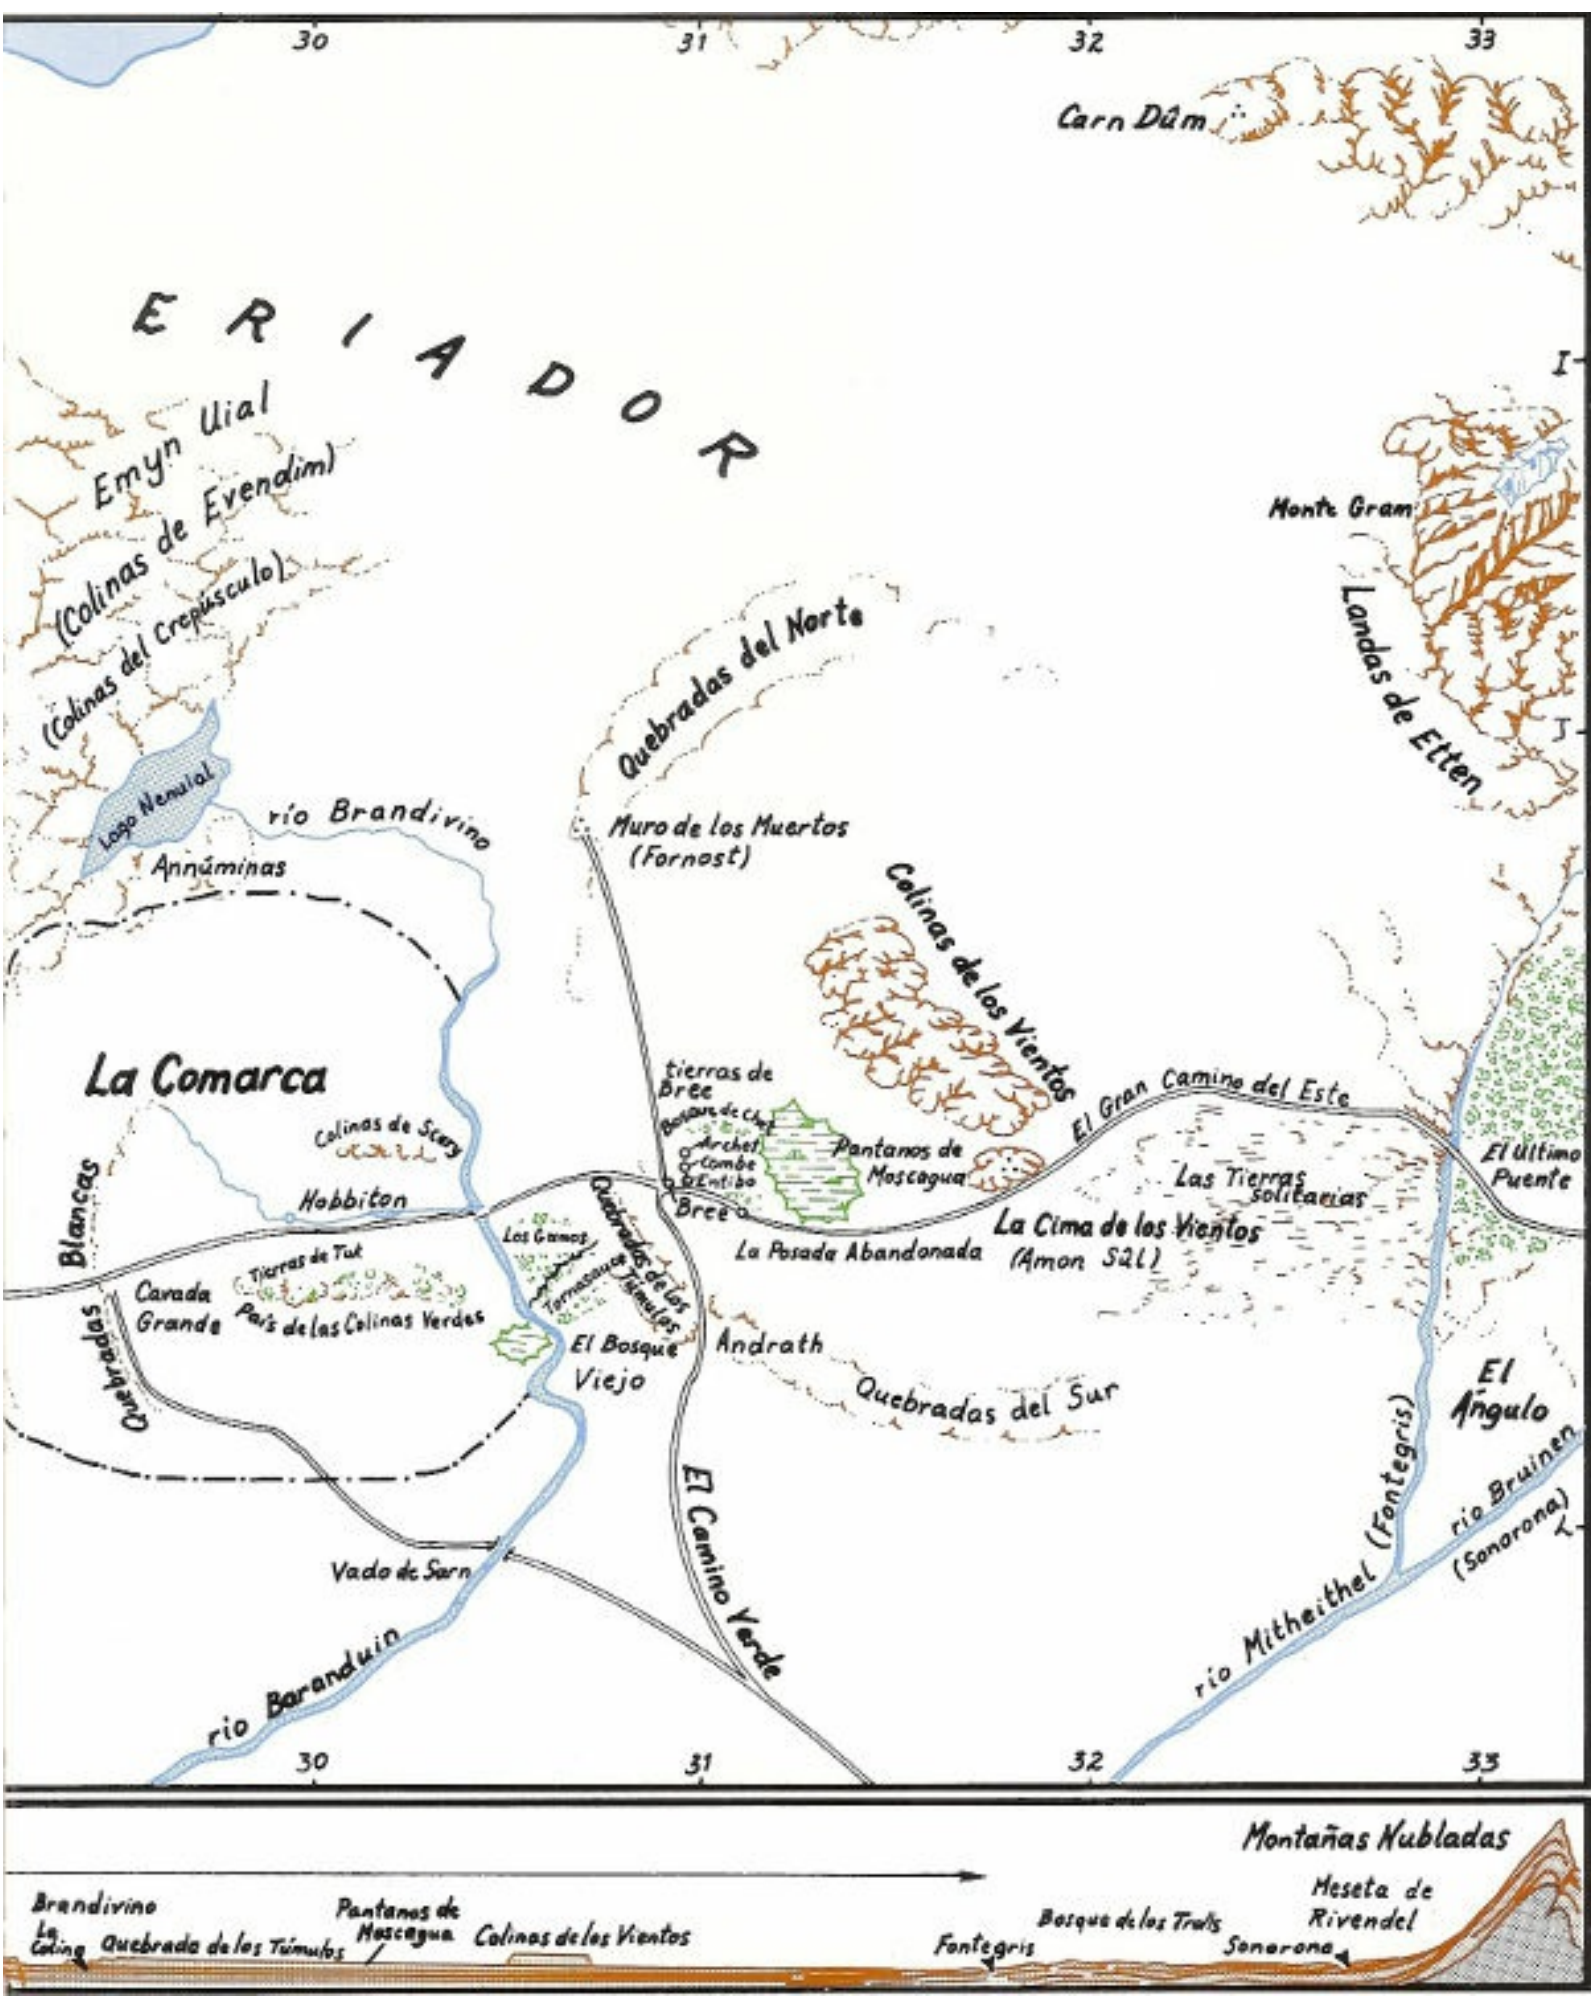 30 31 32 33
Carn Dûm
ERIADOR
I
Emyn Uial
(Colinas de Evendim)
(Colinas del Crepúsculo)
Monte Gram
Landas de Etten
Quebradas del Norte
J
Lago Nenuial
río Brandivino
Muro de los Muertos
(Fornost)
Annúminas
Colinas de los Vientos
La Comarca
tierras de
Bree
Bosque de Chet
Archet
Combe
Entibo
Bree
Colinas de Scary
Pantanos de
Moscagua
El Gran Camino del Este
Las Tierras
solitarias
El Ultimo
Puente
Hobbiton
Quebradas Blancas
Los Gamos
Quebradas de los
Túmulos
La Posada Abandonada
La Cima de los Vientos
(Amon Sûl)
Tierras de Tuk
País de las Colinas Verdes
Cavada
Grande
Tornasauce
El Bosque
Viejo
Andrath
Quebradas del Sur
El
Ángulo
El Camino Verde
río Mitheithel (Fontegris)
río Bruinen
(Sonorona)
Vado de Sarn
río Baranduin
30 31 32 33
Montañas Nubladas
Brandivino
La
Colina
Quebrada de los Túmulos
Pantanos de
Moscagua
Colinas de los Vientos
Fontegris
Bosque de los Trolls
Sonorona
Meseta de
Rivendel